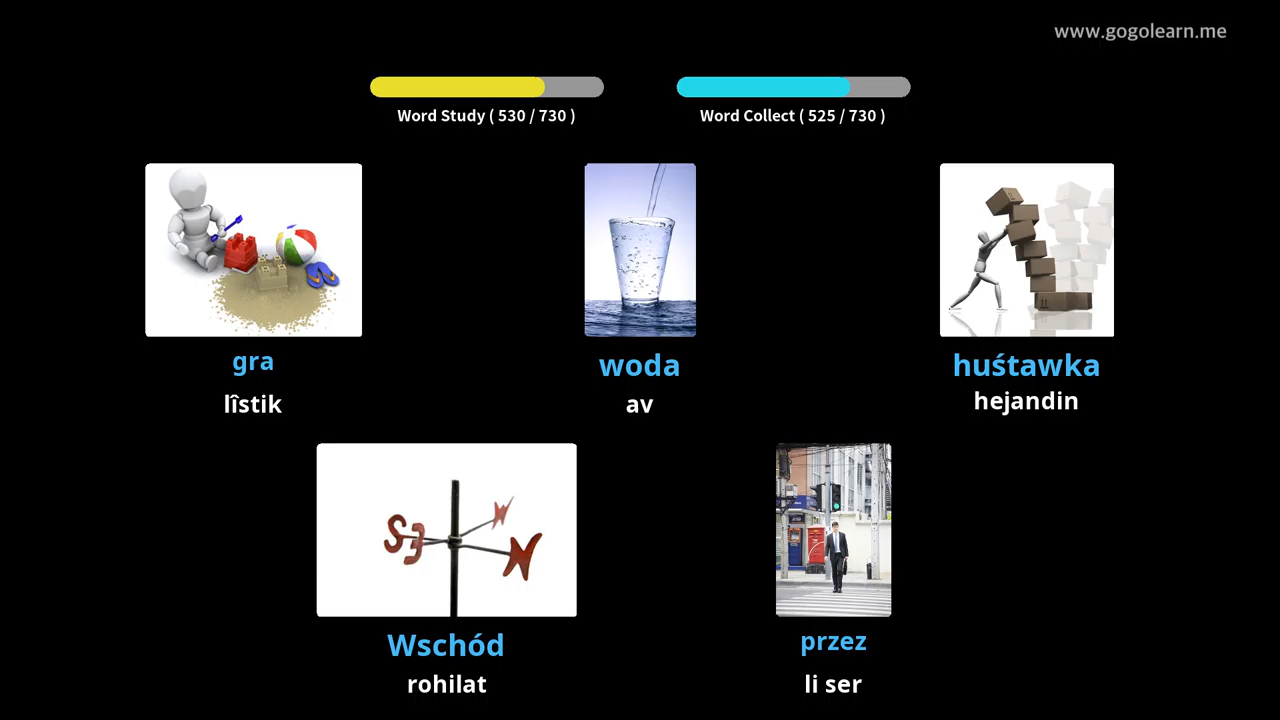 www.gogolearn.me
Word Study ( 530 / 730 )
Word Collect ( 525 / 730 )
gra
woda
huśtawka
lîstik
av
hejandin
S
E
N
W
Wschód
przez
rohilat
li ser